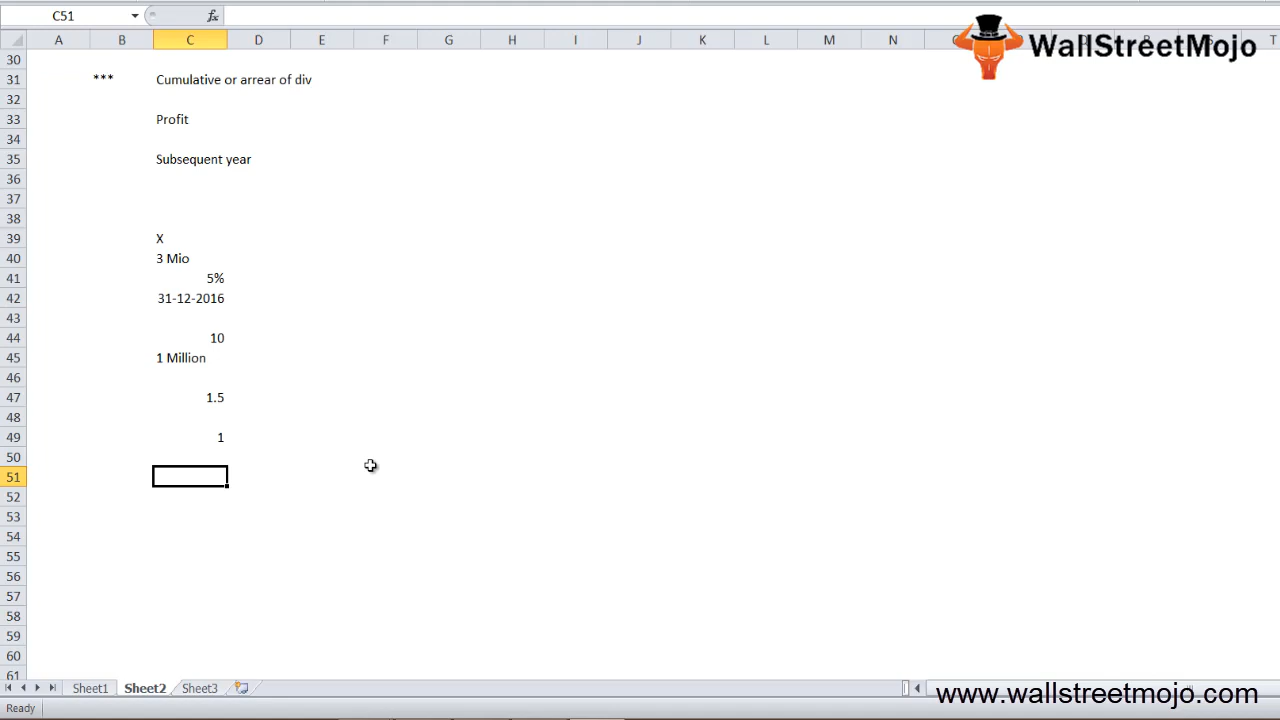 C51
fx
A B C D E F G H I J K L M N T
WallStreetMojo
30
31 *** Cumulative or arrear of div
32
33 Profit
34
35 Subsequent year
36
37
38
39 X
40 3 Mio
41 5%
42 31-12-2016
43
44 10
45 1 Million
46
47 1.5
48
49 1
50
51
52
53
54
55
56
57
58
59
60
61
Sheet1 Sheet2 Sheet3
www.wallstreetmojo.com
Ready